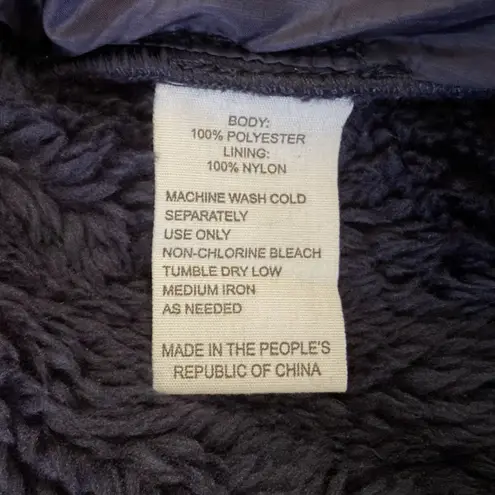 BODY:
100% POLYESTER
LINING:
100% NYLON
MACHINE WASH COLD
SEPARATELY
USE ONLY
NON-CHLORINE BLEACH
TUMBLE DRY LOW
MEDIUM IRON
AS NEEDED
MADE IN THE PEOPLE'S
REPUBLIC OF CHINA